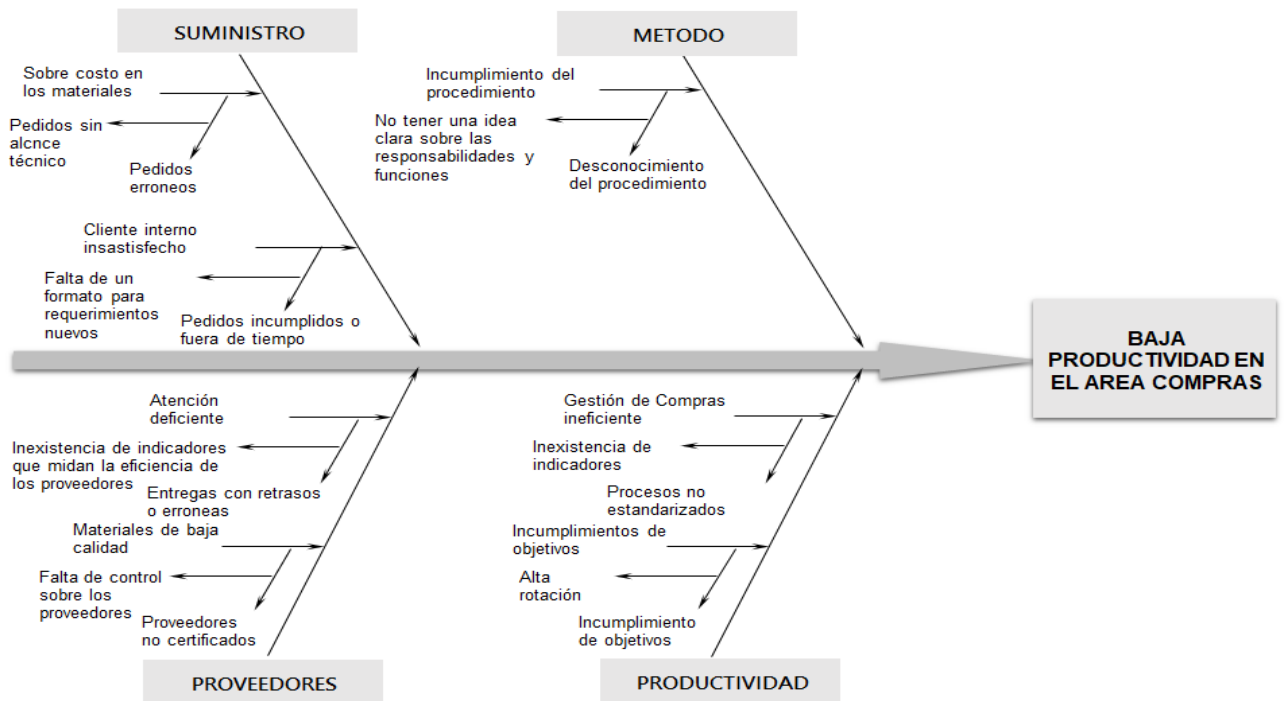 SUMINISTRO
Sobre costo en
los materiales
Pedidos sin
alcnce
técnico
Pedidos
erroneos
Cliente interno
insastisfecho
Falta de un
formato para
requerimientos
nuevos
Pedidos incumplidos o
fuera de tiempo
METODO
Incumplimiento del
procedimiento
No tener una idea
clara sobre las
responsabilidades y
funciones
Desconocimiento
del procedimiento
BAJA
PRODUCTIVIDAD EN
EL AREA COMPRAS
Atención
deficiente
Inexistencia de indicadores
que midan la eficiencia de
los proveedores
Entregas con retrasos
o erroneas
Materiales de baja
calidad
Falta de control
sobre los
proveedores
Proveedores
no certificados
PROVEEDORES
Gestión de Compras
ineficiente
Inexistencia de
indicadores
Procesos no
estandarizados
Incumplimientos de
objetivos
Alta
rotación
Incumplimiento
de objetivos
PRODUCTIVIDAD